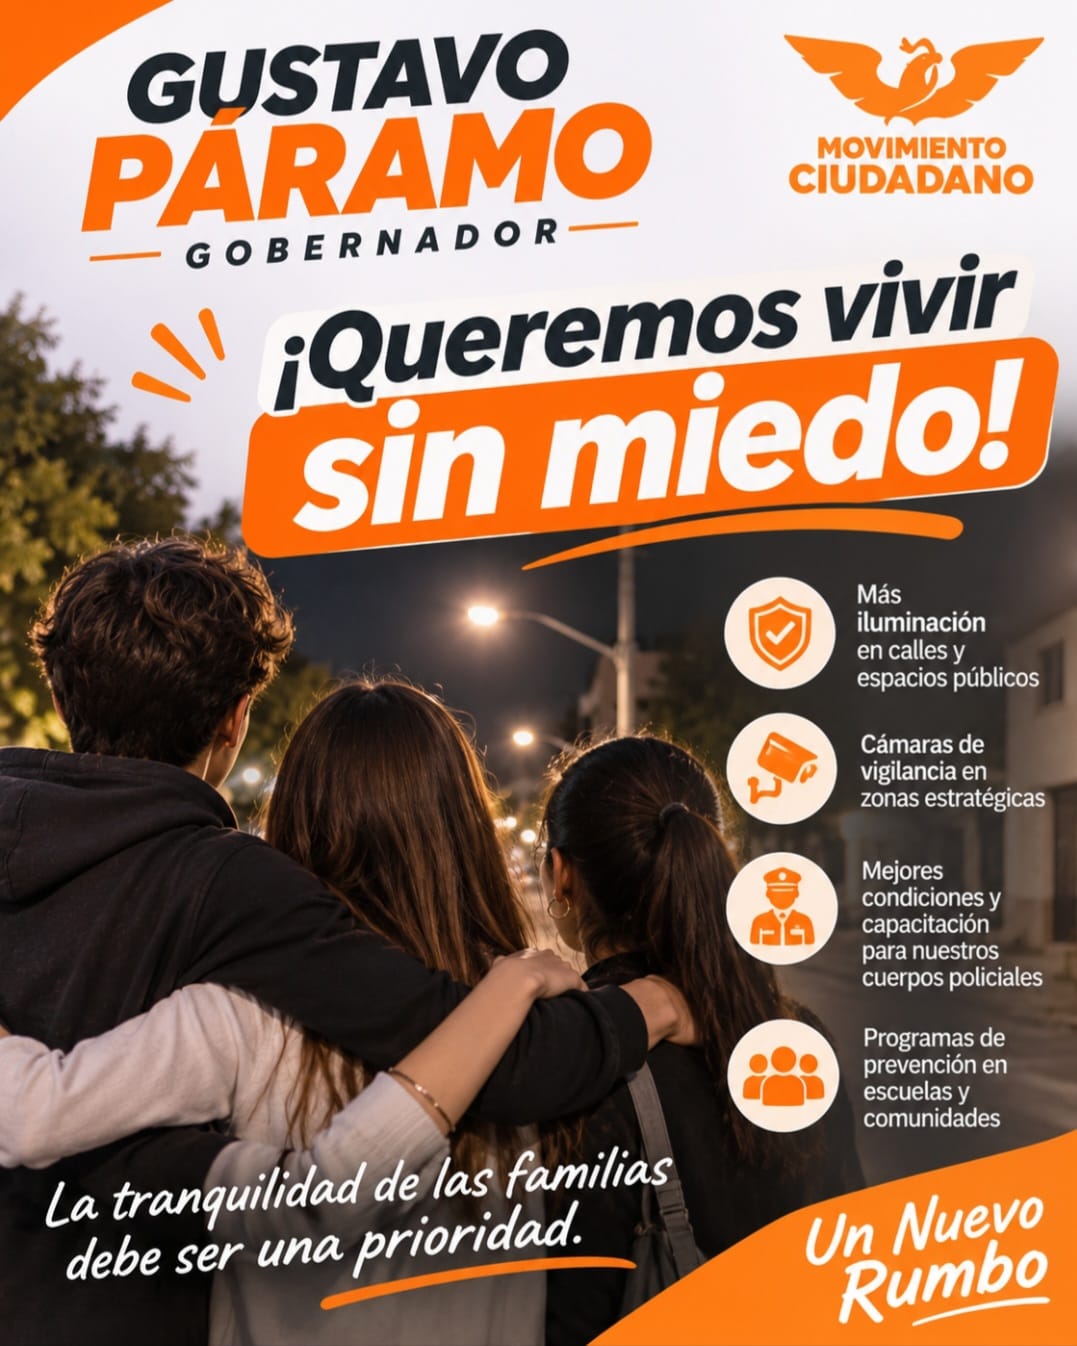 GUSTAVO
PÁRAMO
GOBERNADOR
MOVIMIENTO
CIUDADANO
¡Queremos vivir
sin miedo!
Más
iluminación
en calles y
espacios públicos
Cámaras de
vigilancia en
zonas estratégicas
Mejores
condiciones y
capacitación
para nuestros
cuerpos policiales
Programas de
prevención en
escuelas y
comunidades
La tranquilidad de las familias
debe ser una prioridad.
Un Nuevo
Rumbo